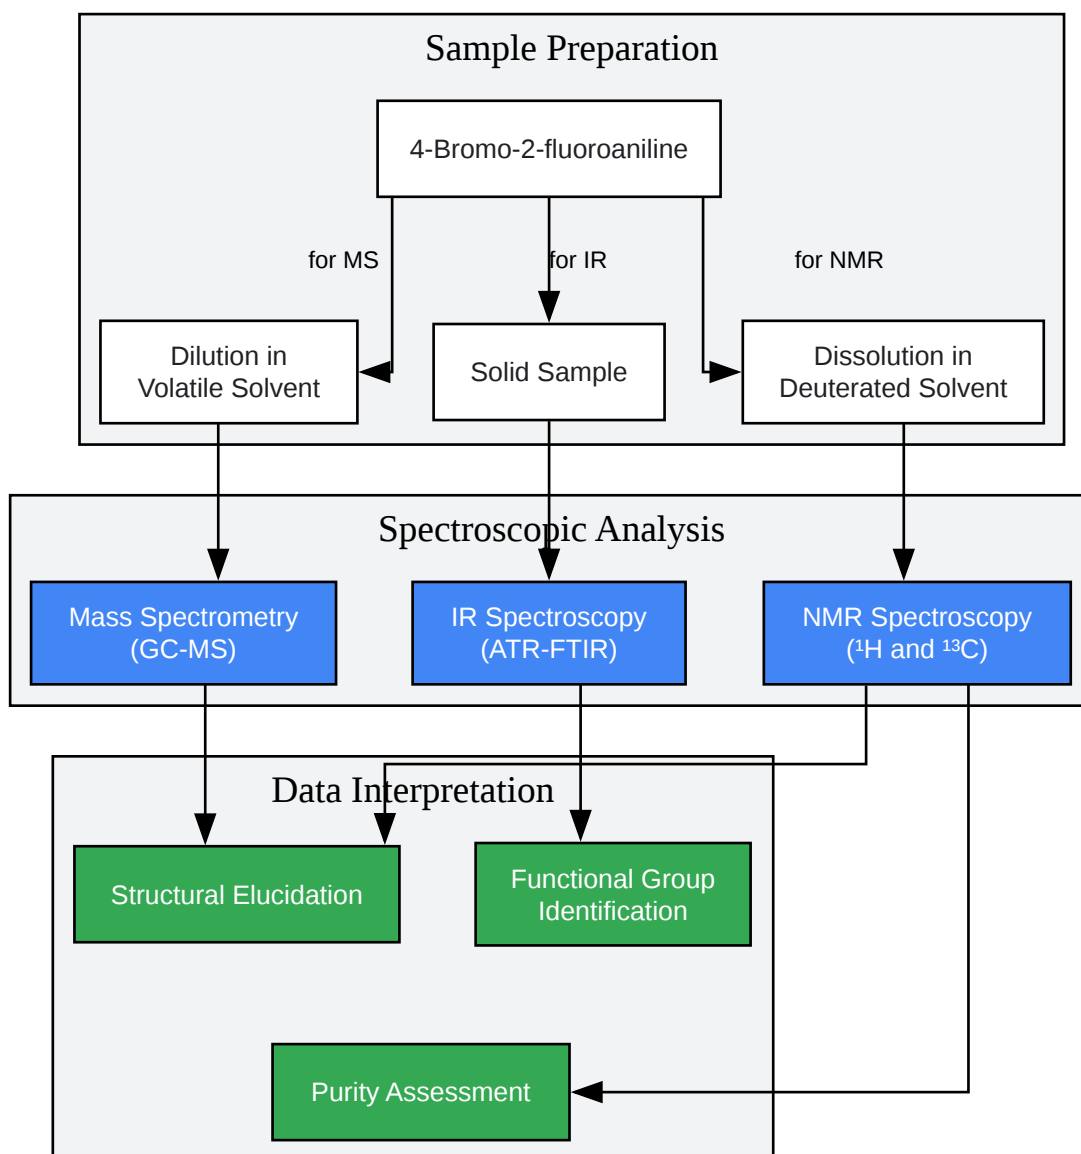 Sample Preparation
4-Bromo-2-fluoroaniline
for MS
for IR
for NMR
Dilution in
Volatile Solvent
Solid Sample
Dissolution in
Deuterated Solvent
Spectroscopic Analysis
Mass Spectrometry
(GC-MS)
IR Spectroscopy
(ATR-FTIR)
NMR Spectroscopy
(¹H and ¹³C)
Data Interpretation
Structural Elucidation
Functional Group
Identification
Purity Assessment